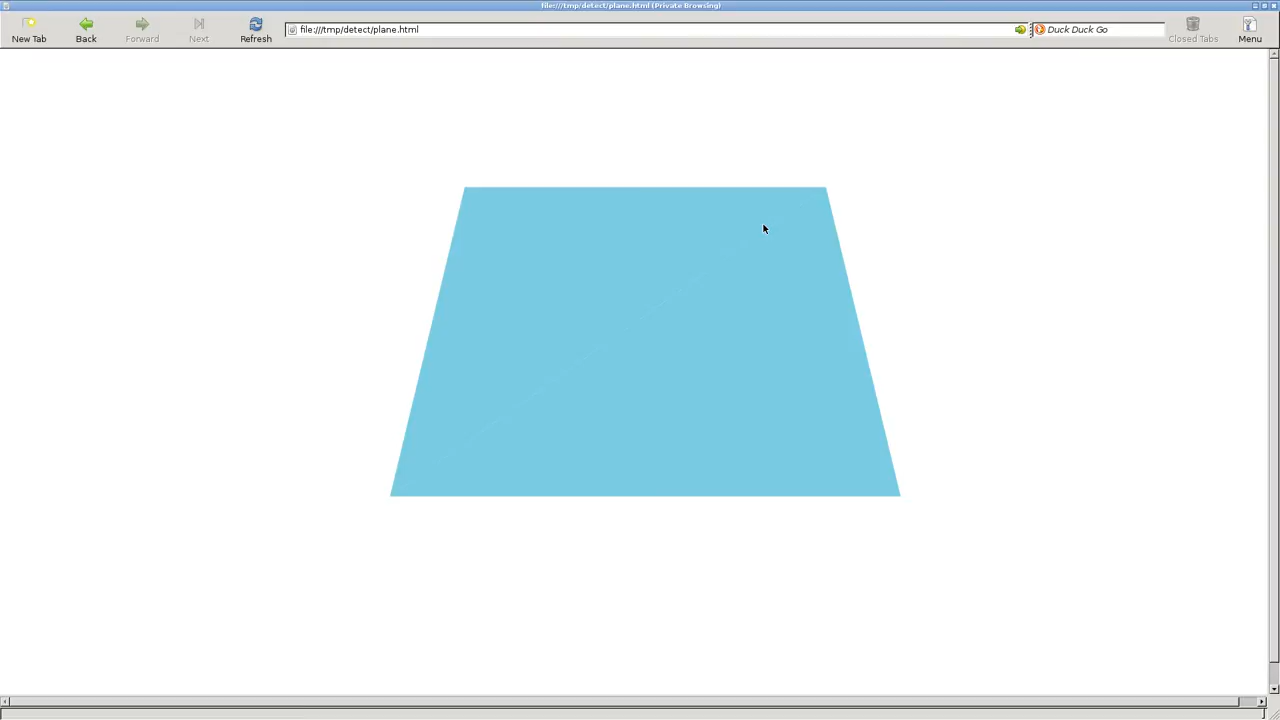 file:///tmp/detect/plane.html (Private Browsing)
New Tab
Back
Forward
Next
Refresh
file:///tmp/detect/plane.html
Duck Duck Go
Closed Tabs
Menu